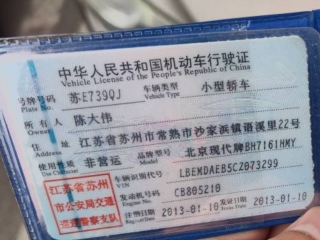 中华人民共和国机动车行驶证
Vehicle License of the People's Republic of China
号牌号码 苏E739QJ 车辆类型 小型轿车
Plate No. Vehicle Type
所有人 陈大伟
Owner
住址 江苏省苏州市常熟市沙家浜镇语溪里22号
Address
使用性质 非营运 品牌型号 北京现代牌BH7161HMY
Use Character Model
江苏省苏州市公安局交通巡逻警察支队
车辆识别代号 LBEMDAEB5CZ073299
VIN
发动机号码 CB805210
Engine No.
注册日期 2013-01-10 发证日期 2013-01-10